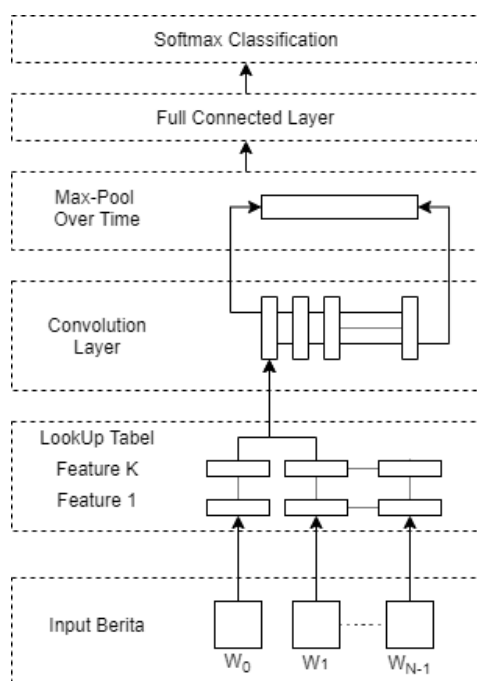 Softmax Classification
Full Connected Layer
Max-Pool
Over Time
Convolution
Layer
LookUp Tabel
Feature K
Feature 1
Input Berita
W0 W1 WN-1